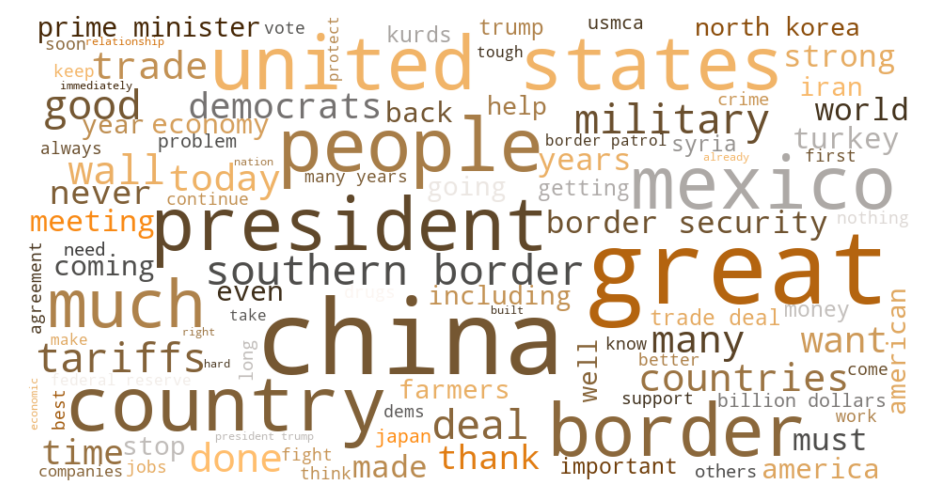 prime minister vote kurds trump usmca north korea
soon relationship protect tough strong
keep trade united states iran
immediately
good democrats back help military crime world
year economy problem border patrol syria turkey
always people first
wall today nation many years years already
never continue going getting mexico
meeting president border security nothing
need
coming southern border great
agreement much even drugs including american
take built trade deal money
make right china long well know many want
tariffs hard better come
federal reserve farmers countries
economic best country dems support billion dollars
deal border work
time stop president trump japan must
done fight thank
companies jobs think made important others america